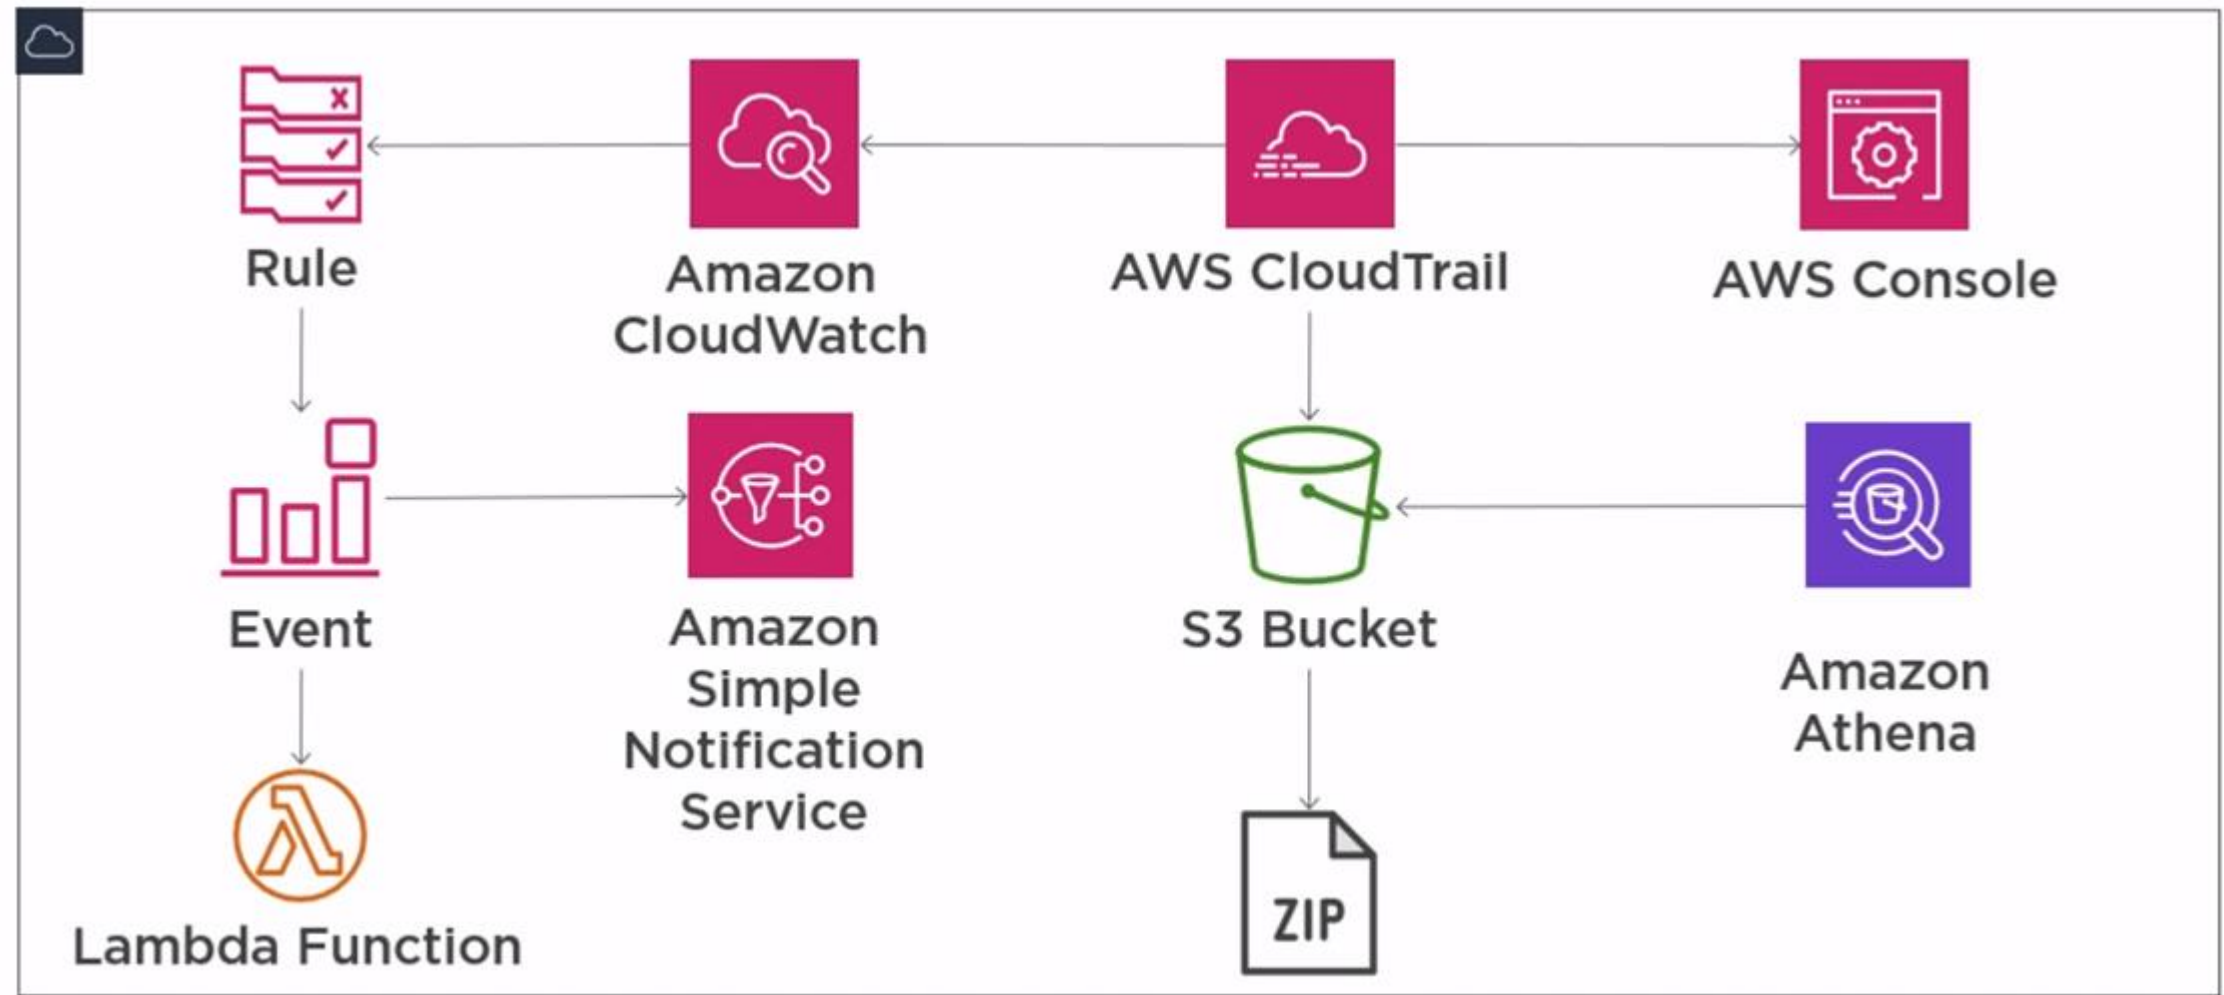 Rule
Amazon
CloudWatch
AWS CloudTrail
AWS Console
Event
Amazon
Simple
Notification
Service
S3 Bucket
Amazon
Athena
Lambda Function
ZIP